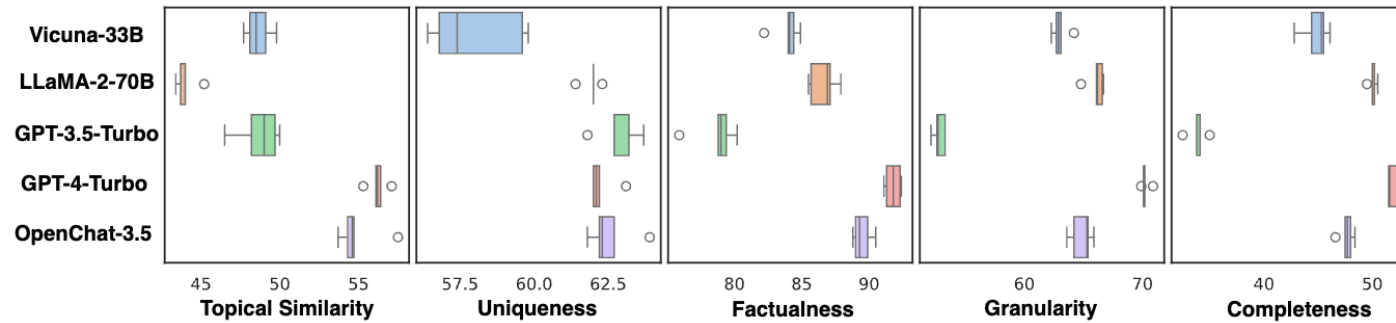 Vicuna-33B
LLaMA-2-70B
GPT-3.5-Turbo
GPT-4-Turbo
OpenChat-3.5
45 50 55
57.5 60.0 62.5
80 85 90
60 70
40 50
Topical Similarity
Uniqueness
Factualness
Granularity
Completeness